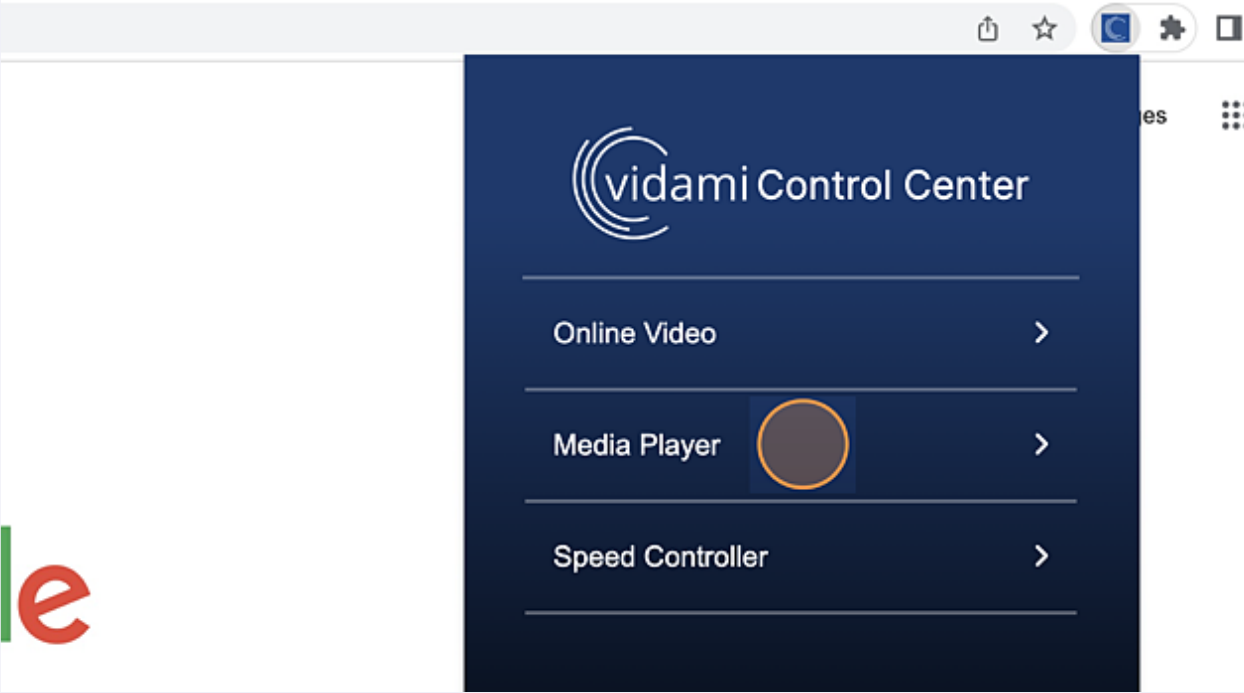 es
vidami Control Center
Online Video
Media Player
Speed Controller
le